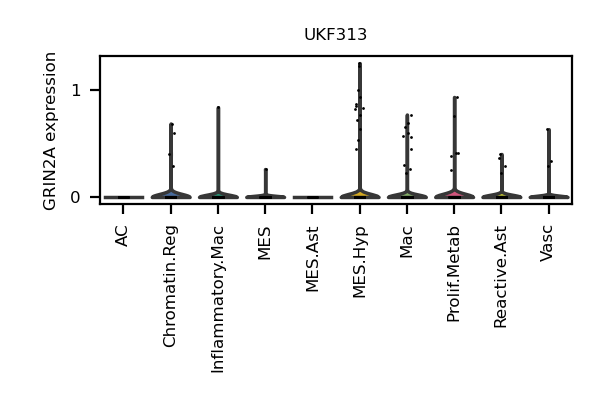 UKF313
GRIN2A expression
1
0
AC
Chromatin.Reg
Inflammatory.Mac
MES
MES.Ast
MES.Hyp
Mac
Prolif.Metab
Reactive.Ast
Vasc